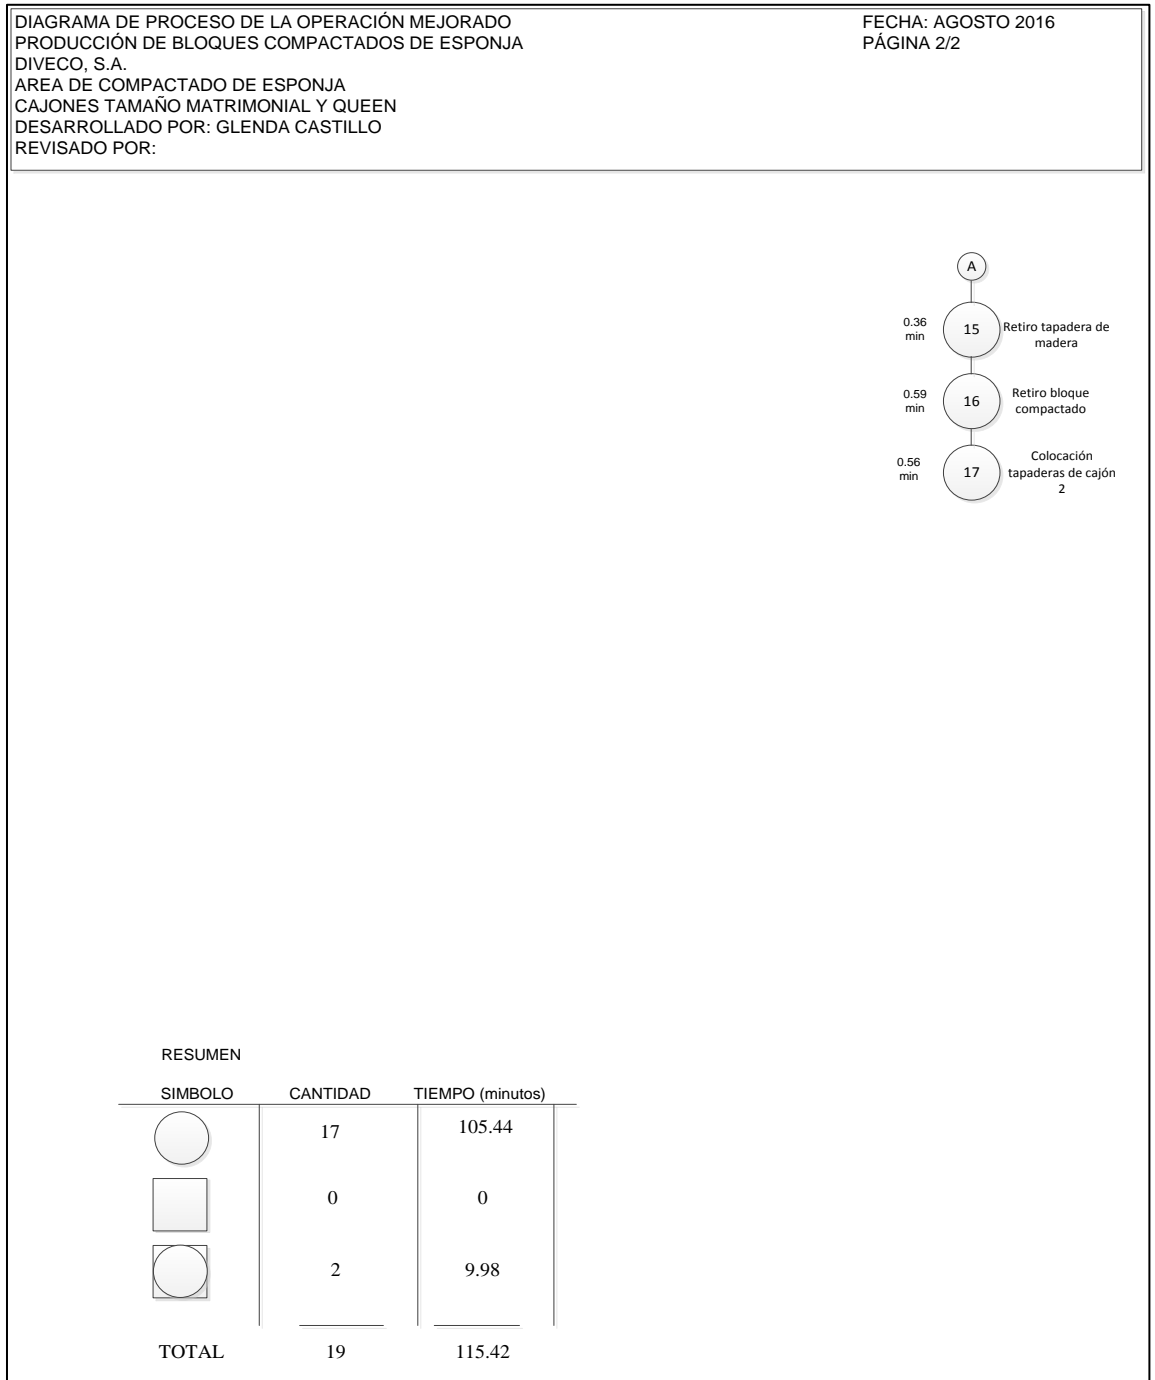 DIAGRAMA DE PROCESO DE LA OPERACIÓN MEJORADO
PRODUCCIÓN DE BLOQUES COMPACTADOS DE ESPONJA
DIVECO, S.A.
AREA DE COMPACTADO DE ESPONJA
CAJONES TAMAÑO MATRIMONIAL Y QUEEN
DESARROLLADO POR: GLENDA CASTILLO
REVISADO POR:
FECHA: AGOSTO 2016
PÁGINA 2/2
A
0.36
min
15
Retiro tapadera de
madera
0.59
min
16
Retiro bloque
compactado
0.56
min
17
Colocación
tapaderas de cajón
2
RESUMEN
SIMBOLO CANTIDAD TIEMPO (minutos)
17 105.44
0 0
2 9.98
TOTAL 19 115.42